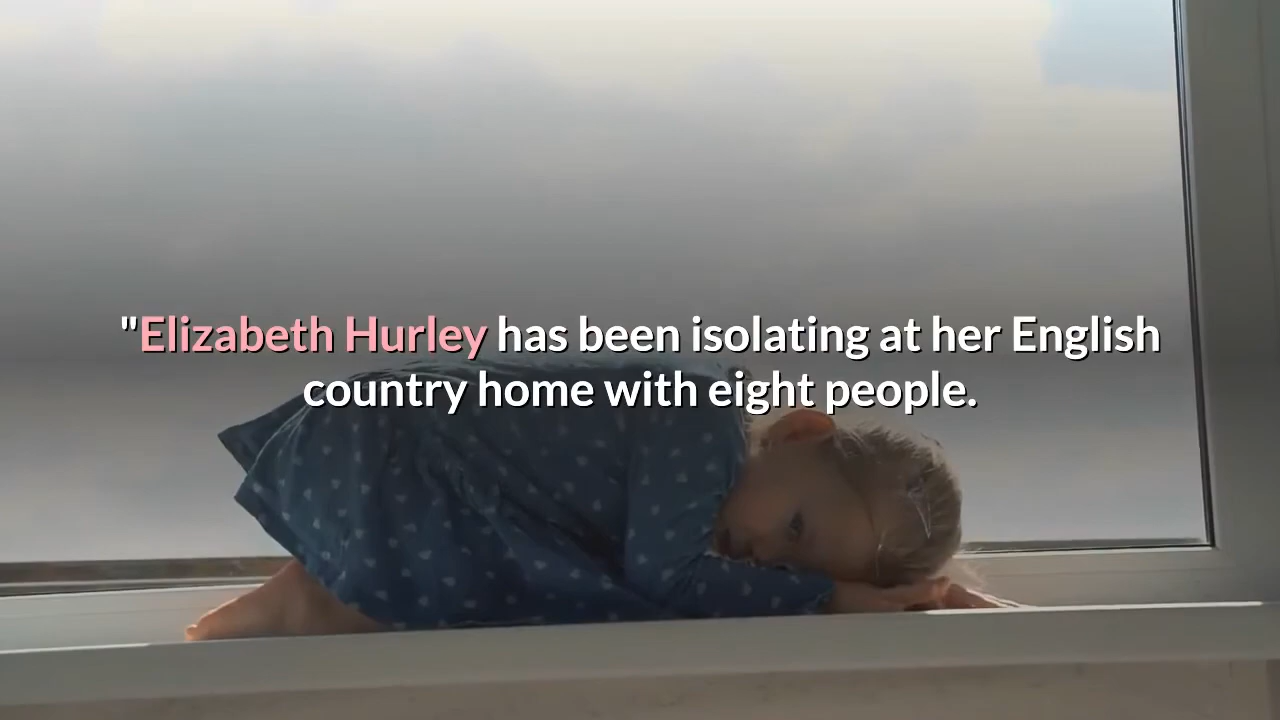 "Elizabeth Hurley has been isolating at her English
country home with eight people.